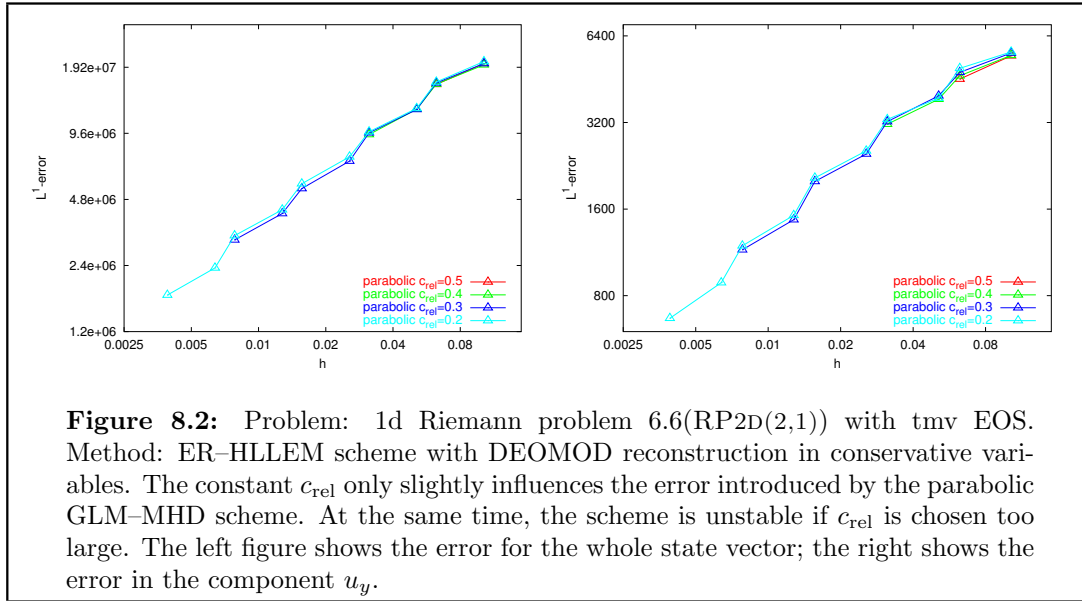 1.92e+07
9.6e+06
4.8e+06
2.4e+06
1.2e+06
L¹-error
0.0025 0.005 0.01 0.02 0.04 0.08
h
parabolic c_rel=0.5
parabolic c_rel=0.4
parabolic c_rel=0.3
parabolic c_rel=0.2
6400
3200
1600
800
L¹-error
0.0025 0.005 0.01 0.02 0.04 0.08
h
parabolic c_rel=0.5
parabolic c_rel=0.4
parabolic c_rel=0.3
parabolic c_rel=0.2
Figure 8.2: Problem: 1d Riemann problem 6.6(RP2D(2,1)) with tmv EOS.
Method: ER–HLLEM scheme with DEOMOD reconstruction in conservative vari-
ables. The constant c_rel only slightly influences the error introduced by the parabolic
GLM–MHD scheme. At the same time, the scheme is unstable if c_rel is chosen too
large. The left figure shows the error for the whole state vector; the right shows the
error in the component u_y.